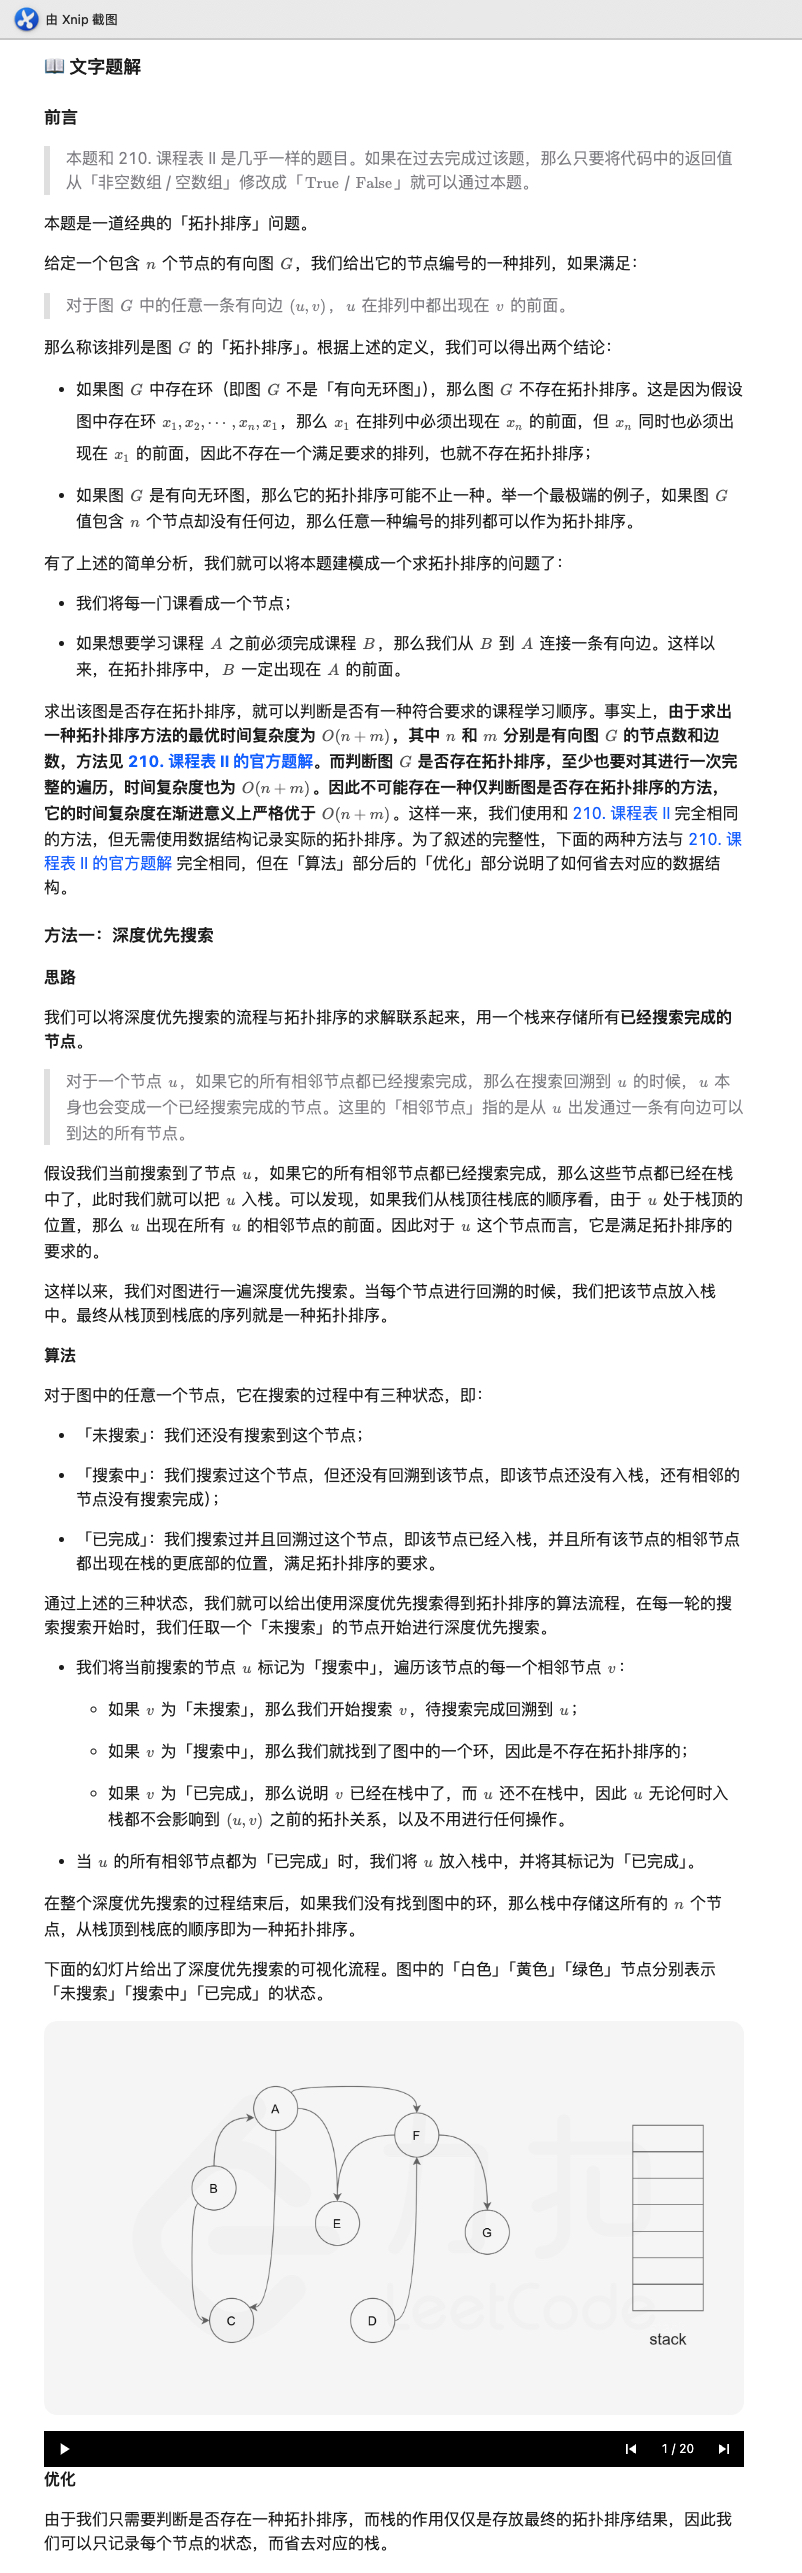 由 Xnip 截图
📖 文字题解
前言
本题和 210. 课程表 II 是几乎一样的题目。如果在过去完成过该题，那么只要将代码中的返回值
从「非空数组 / 空数组」修改成「True / False」就可以通过本题。
本题是一道经典的「拓扑排序」问题。
给定一个包含 n 个节点的有向图 G，我们给出它的节点编号的一种排列，如果满足：
对于图 G 中的任意一条有向边 (u, v)，u 在排列中都出现在 v 的前面。
那么称该排列是图 G 的「拓扑排序」。根据上述的定义，我们可以得出两个结论：
• 如果图 G 中存在环（即图 G 不是「有向无环图」），那么图 G 不存在拓扑排序。这是因为假设
图中存在环 x₁, x₂, ⋯, xₙ, x₁，那么 x₁ 在排列中必须出现在 xₙ 的前面，但 xₙ 同时也必须出
现在 x₁ 的前面，因此不存在一个满足要求的排列，也就不存在拓扑排序；
• 如果图 G 是有向无环图，那么它的拓扑排序可能不止一种。举一个最极端的例子，如果图 G
值包含 n 个节点却没有任何边，那么任意一种编号的排列都可以作为拓扑排序。
有了上述的简单分析，我们就可以将本题建模成一个求拓扑排序的问题了：
• 我们将每一门课看成一个节点；
• 如果想要学习课程 A 之前必须完成课程 B，那么我们从 B 到 A 连接一条有向边。这样以
来，在拓扑排序中，B 一定出现在 A 的前面。
求出该图是否存在拓扑排序，就可以判断是否有一种符合要求的课程学习顺序。事实上，由于求出
一种拓扑排序方法的最优时间复杂度为 O(n + m)，其中 n 和 m 分别是有向图 G 的节点数和边
数，方法见 210. 课程表 II 的官方题解。而判断图 G 是否存在拓扑排序，至少也要对其进行一次完
整的遍历，时间复杂度也为 O(n + m)。因此不可能存在一种仅判断图是否存在拓扑排序的方法，
它的时间复杂度在渐进意义上严格优于 O(n + m)。这样一来，我们使用和 210. 课程表 II 完全相同
的方法，但无需使用数据结构记录实际的拓扑排序。为了叙述的完整性，下面的两种方法与 210. 课
程表 II 的官方题解 完全相同，但在「算法」部分后的「优化」部分说明了如何省去对应的数据结
构。
方法一：深度优先搜索
思路
我们可以将深度优先搜索的流程与拓扑排序的求解联系起来，用一个栈来存储所有已经搜索完成的
节点。
对于一个节点 u，如果它的所有相邻节点都已经搜索完成，那么在搜索回溯到 u 的时候，u 本
身也会变成一个已经搜索完成的节点。这里的「相邻节点」指的是从 u 出发通过一条有向边可以
到达的所有节点。
假设我们当前搜索到了节点 u，如果它的所有相邻节点都已经搜索完成，那么这些节点都已经在栈
中了，此时我们就可以把 u 入栈。可以发现，如果我们从栈顶往栈底的顺序看，由于 u 处于栈顶的
位置，那么 u 出现在所有 u 的相邻节点的前面。因此对于 u 这个节点而言，它是满足拓扑排序的
要求的。
这样以来，我们对图进行一遍深度优先搜索。当每个节点进行回溯的时候，我们把该节点放入栈
中。最终从栈顶到栈底的序列就是一种拓扑排序。
算法
对于图中的任意一个节点，它在搜索的过程中有三种状态，即：
• 「未搜索」：我们还没有搜索到这个节点；
• 「搜索中」：我们搜索过这个节点，但还没有回溯到该节点，即该节点还没有入栈，还有相邻的
节点没有搜索完成）；
• 「已完成」：我们搜索过并且回溯过这个节点，即该节点已经入栈，并且所有该节点的相邻节点
都出现在栈的更底部的位置，满足拓扑排序的要求。
通过上述的三种状态，我们就可以给出使用深度优先搜索得到拓扑排序的算法流程，在每一轮的搜
索搜索开始时，我们任取一个「未搜索」的节点开始进行深度优先搜索。
• 我们将当前搜索的节点 u 标记为「搜索中」，遍历该节点的每一个相邻节点 v：
◦ 如果 v 为「未搜索」，那么我们开始搜索 v，待搜索完成回溯到 u；
◦ 如果 v 为「搜索中」，那么我们就找到了图中的一个环，因此是不存在拓扑排序的；
◦ 如果 v 为「已完成」，那么说明 v 已经在栈中了，而 u 还不在栈中，因此 u 无论何时入
栈都不会影响到 (u, v) 之前的拓扑关系，以及不用进行任何操作。
• 当 u 的所有相邻节点都为「已完成」时，我们将 u 放入栈中，并将其标记为「已完成」。
在整个深度优先搜索的过程结束后，如果我们没有找到图中的环，那么栈中存储这所有的 n 个节
点，从栈顶到栈底的顺序即为一种拓扑排序。
下面的幻灯片给出了深度优先搜索的可视化流程。图中的「白色」「黄色」「绿色」节点分别表示
「未搜索」「搜索中」「已完成」的状态。
A
F
B
E
G
C
D
力扣
LeetCode
stack
1 / 20
优化
由于我们只需要判断是否存在一种拓扑排序，而栈的作用仅仅是存放最终的拓扑排序结果，因此我
们可以只记录每个节点的状态，而省去对应的栈。